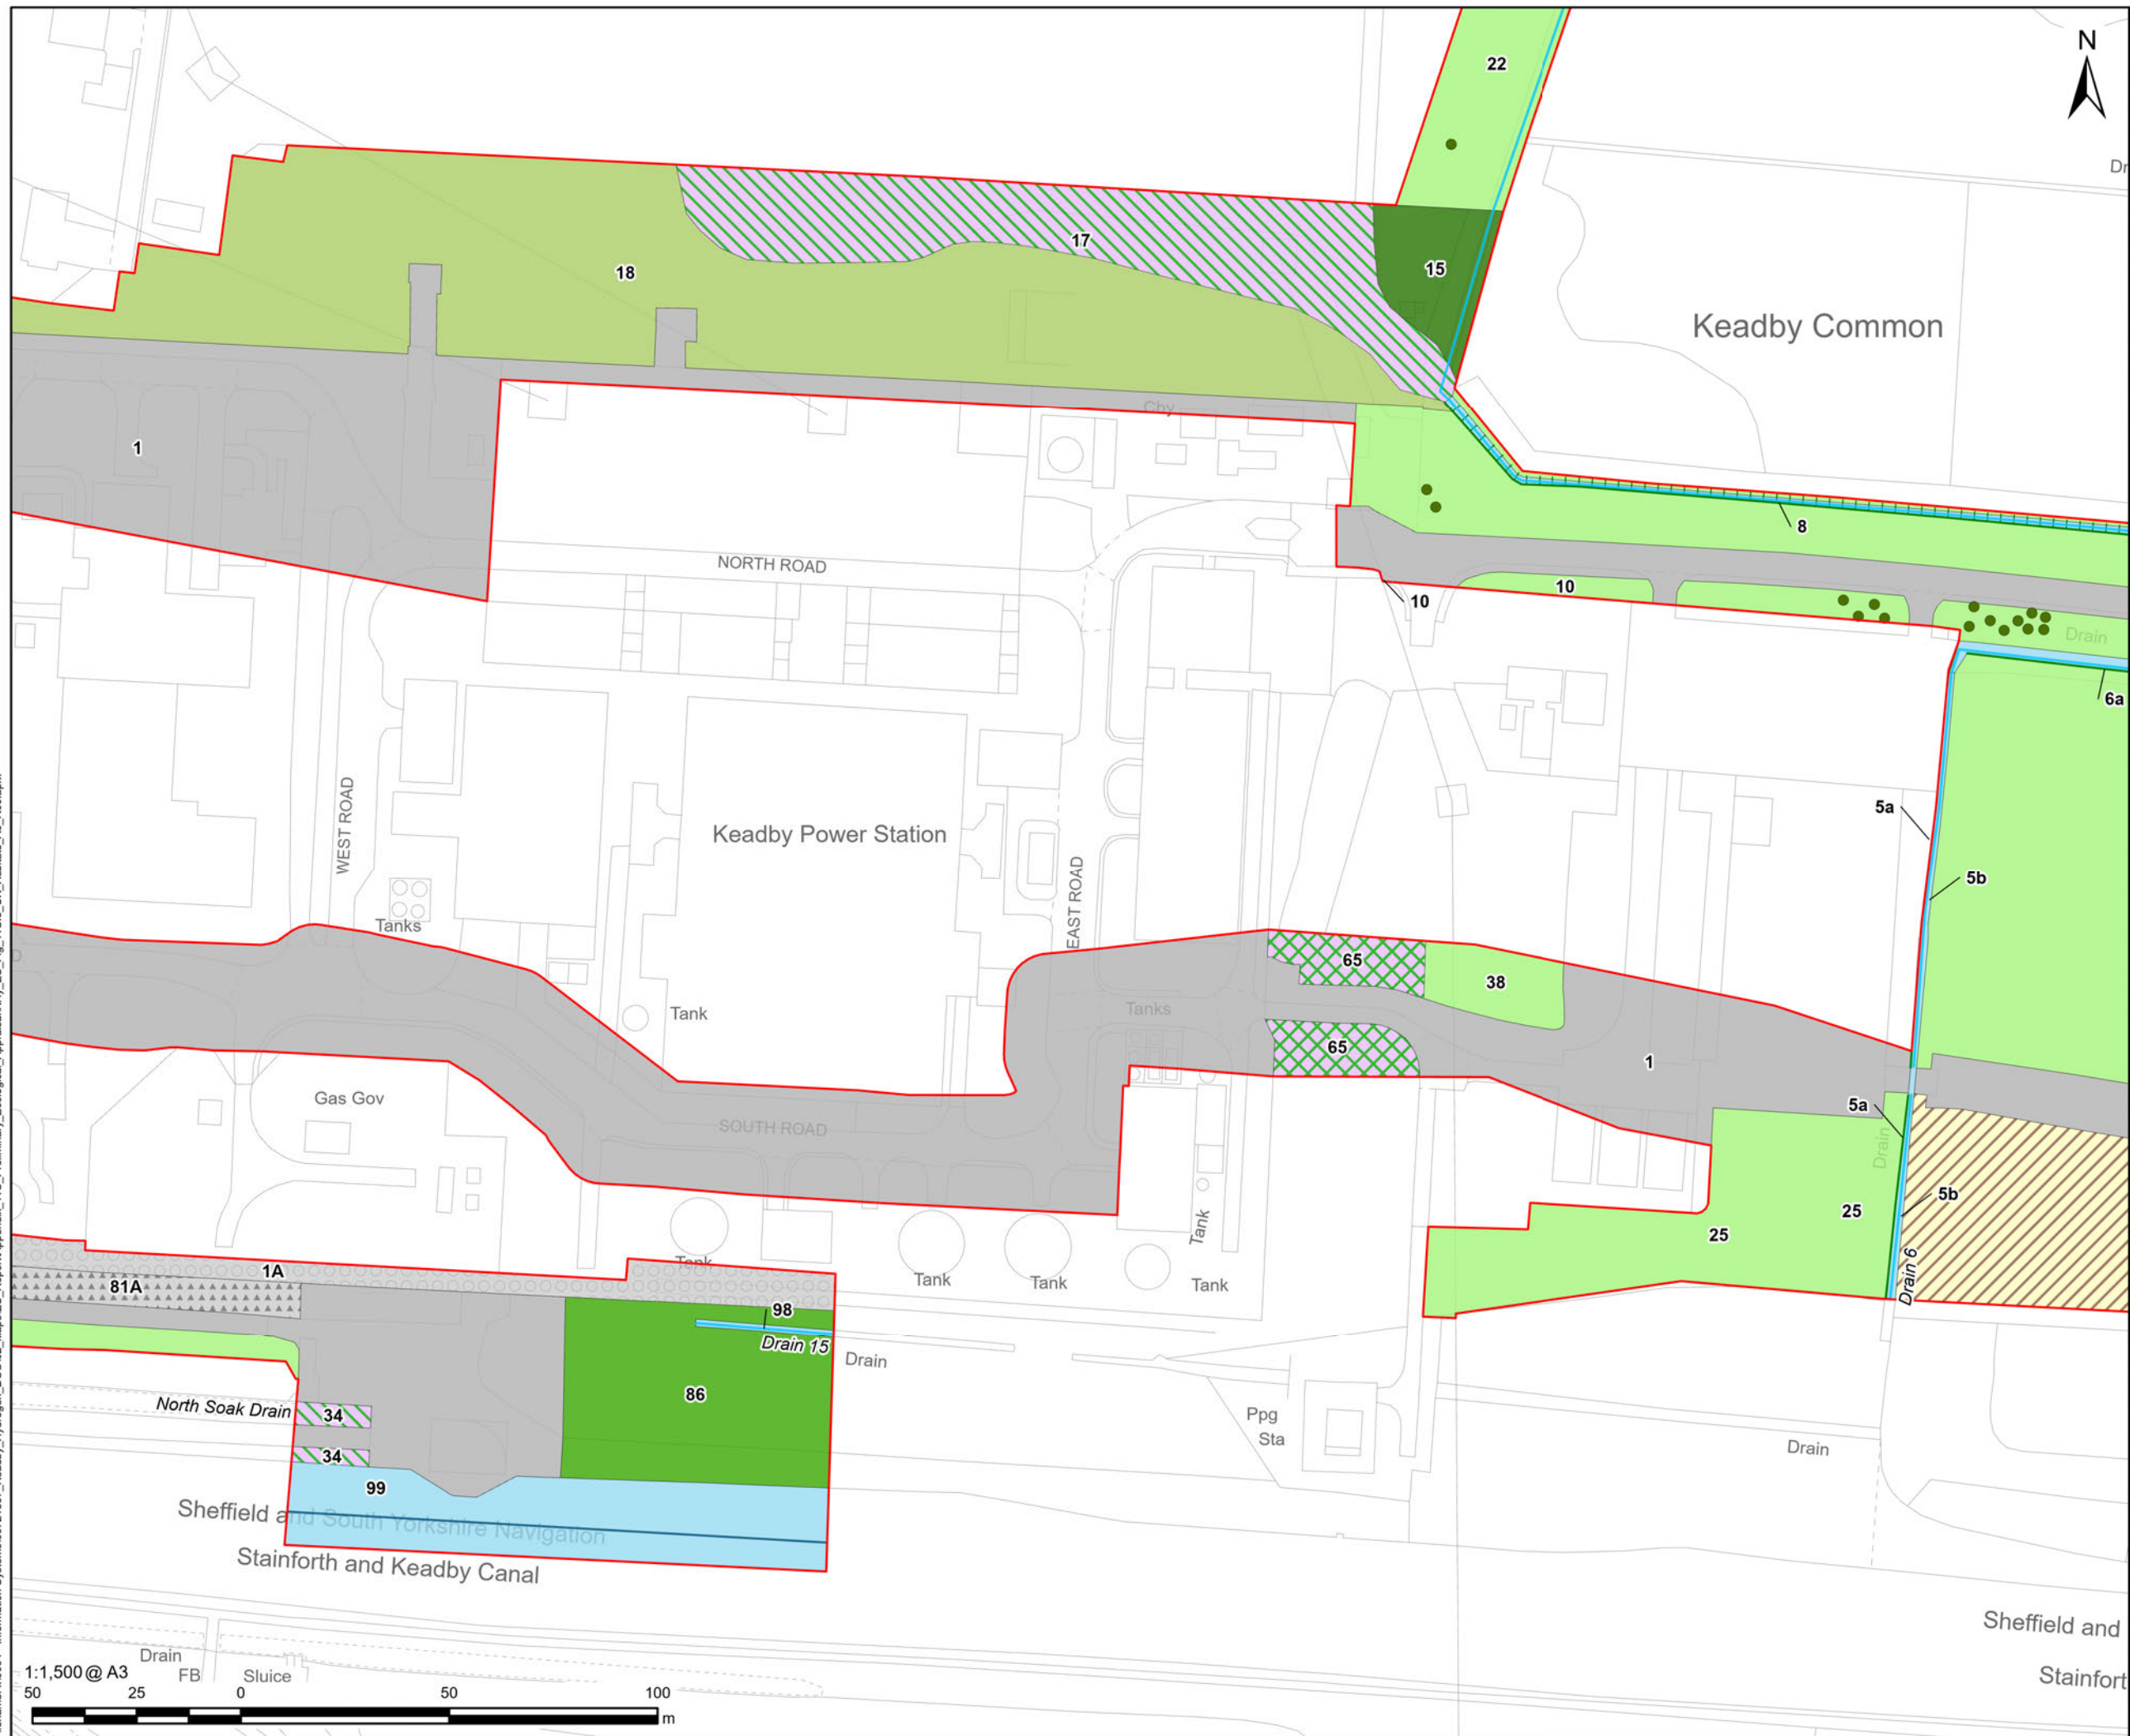 N
22
Dr
17
18
15
Keadby Common
Chy
1
8
NORTH ROAD
10
10
Drain
6a
5a
WEST ROAD
Keadby Power Station
5b
EAST ROAD
Tanks
65
38
Tank
Tanks
65
1
Gas Gov
5a
SOUTH ROAD
Drain
5b
25
25
Tank
Tank
Drain 6
1A
81A
Tank
Tank
Tank
98
Drain 15
Drain
86
North Soak Drain
34
Ppg
Sta
Drain
34
99
Sheffield and South Yorkshire Navigation
Stainforth and Keadby Canal
Sheffield and
Drain
1:1,500 @ A3
FB
Sluice
Stainfort
50 25 0 50 100
m